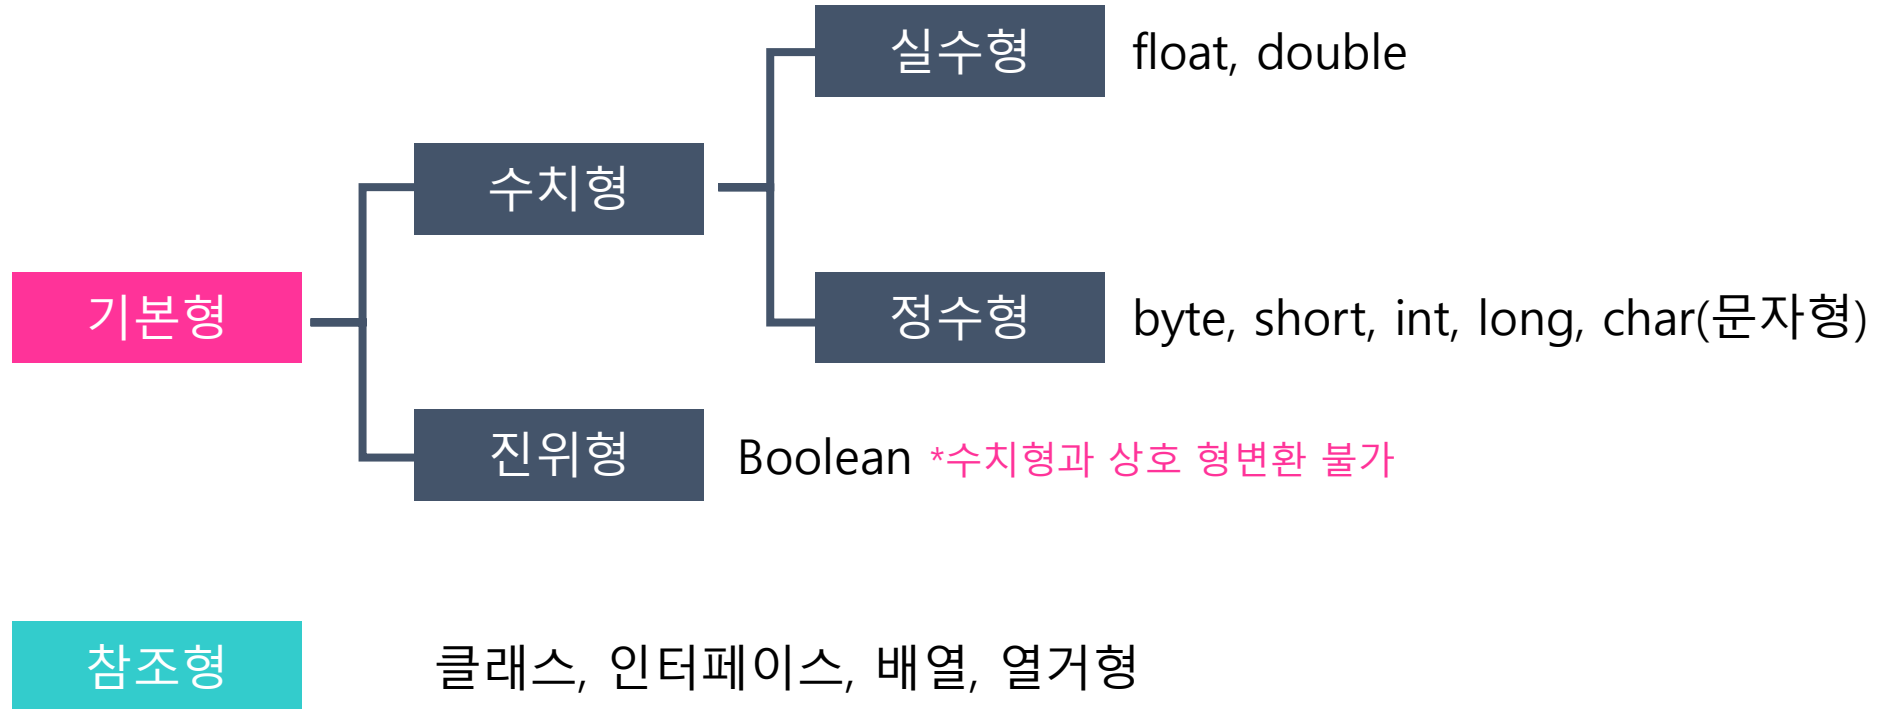 실수형 float, double
수치형
기본형
정수형 byte, short, int, long, char(문자형)
진위형 Boolean *수치형과 상호 형변환 불가
참조형 클래스, 인터페이스, 배열, 열거형